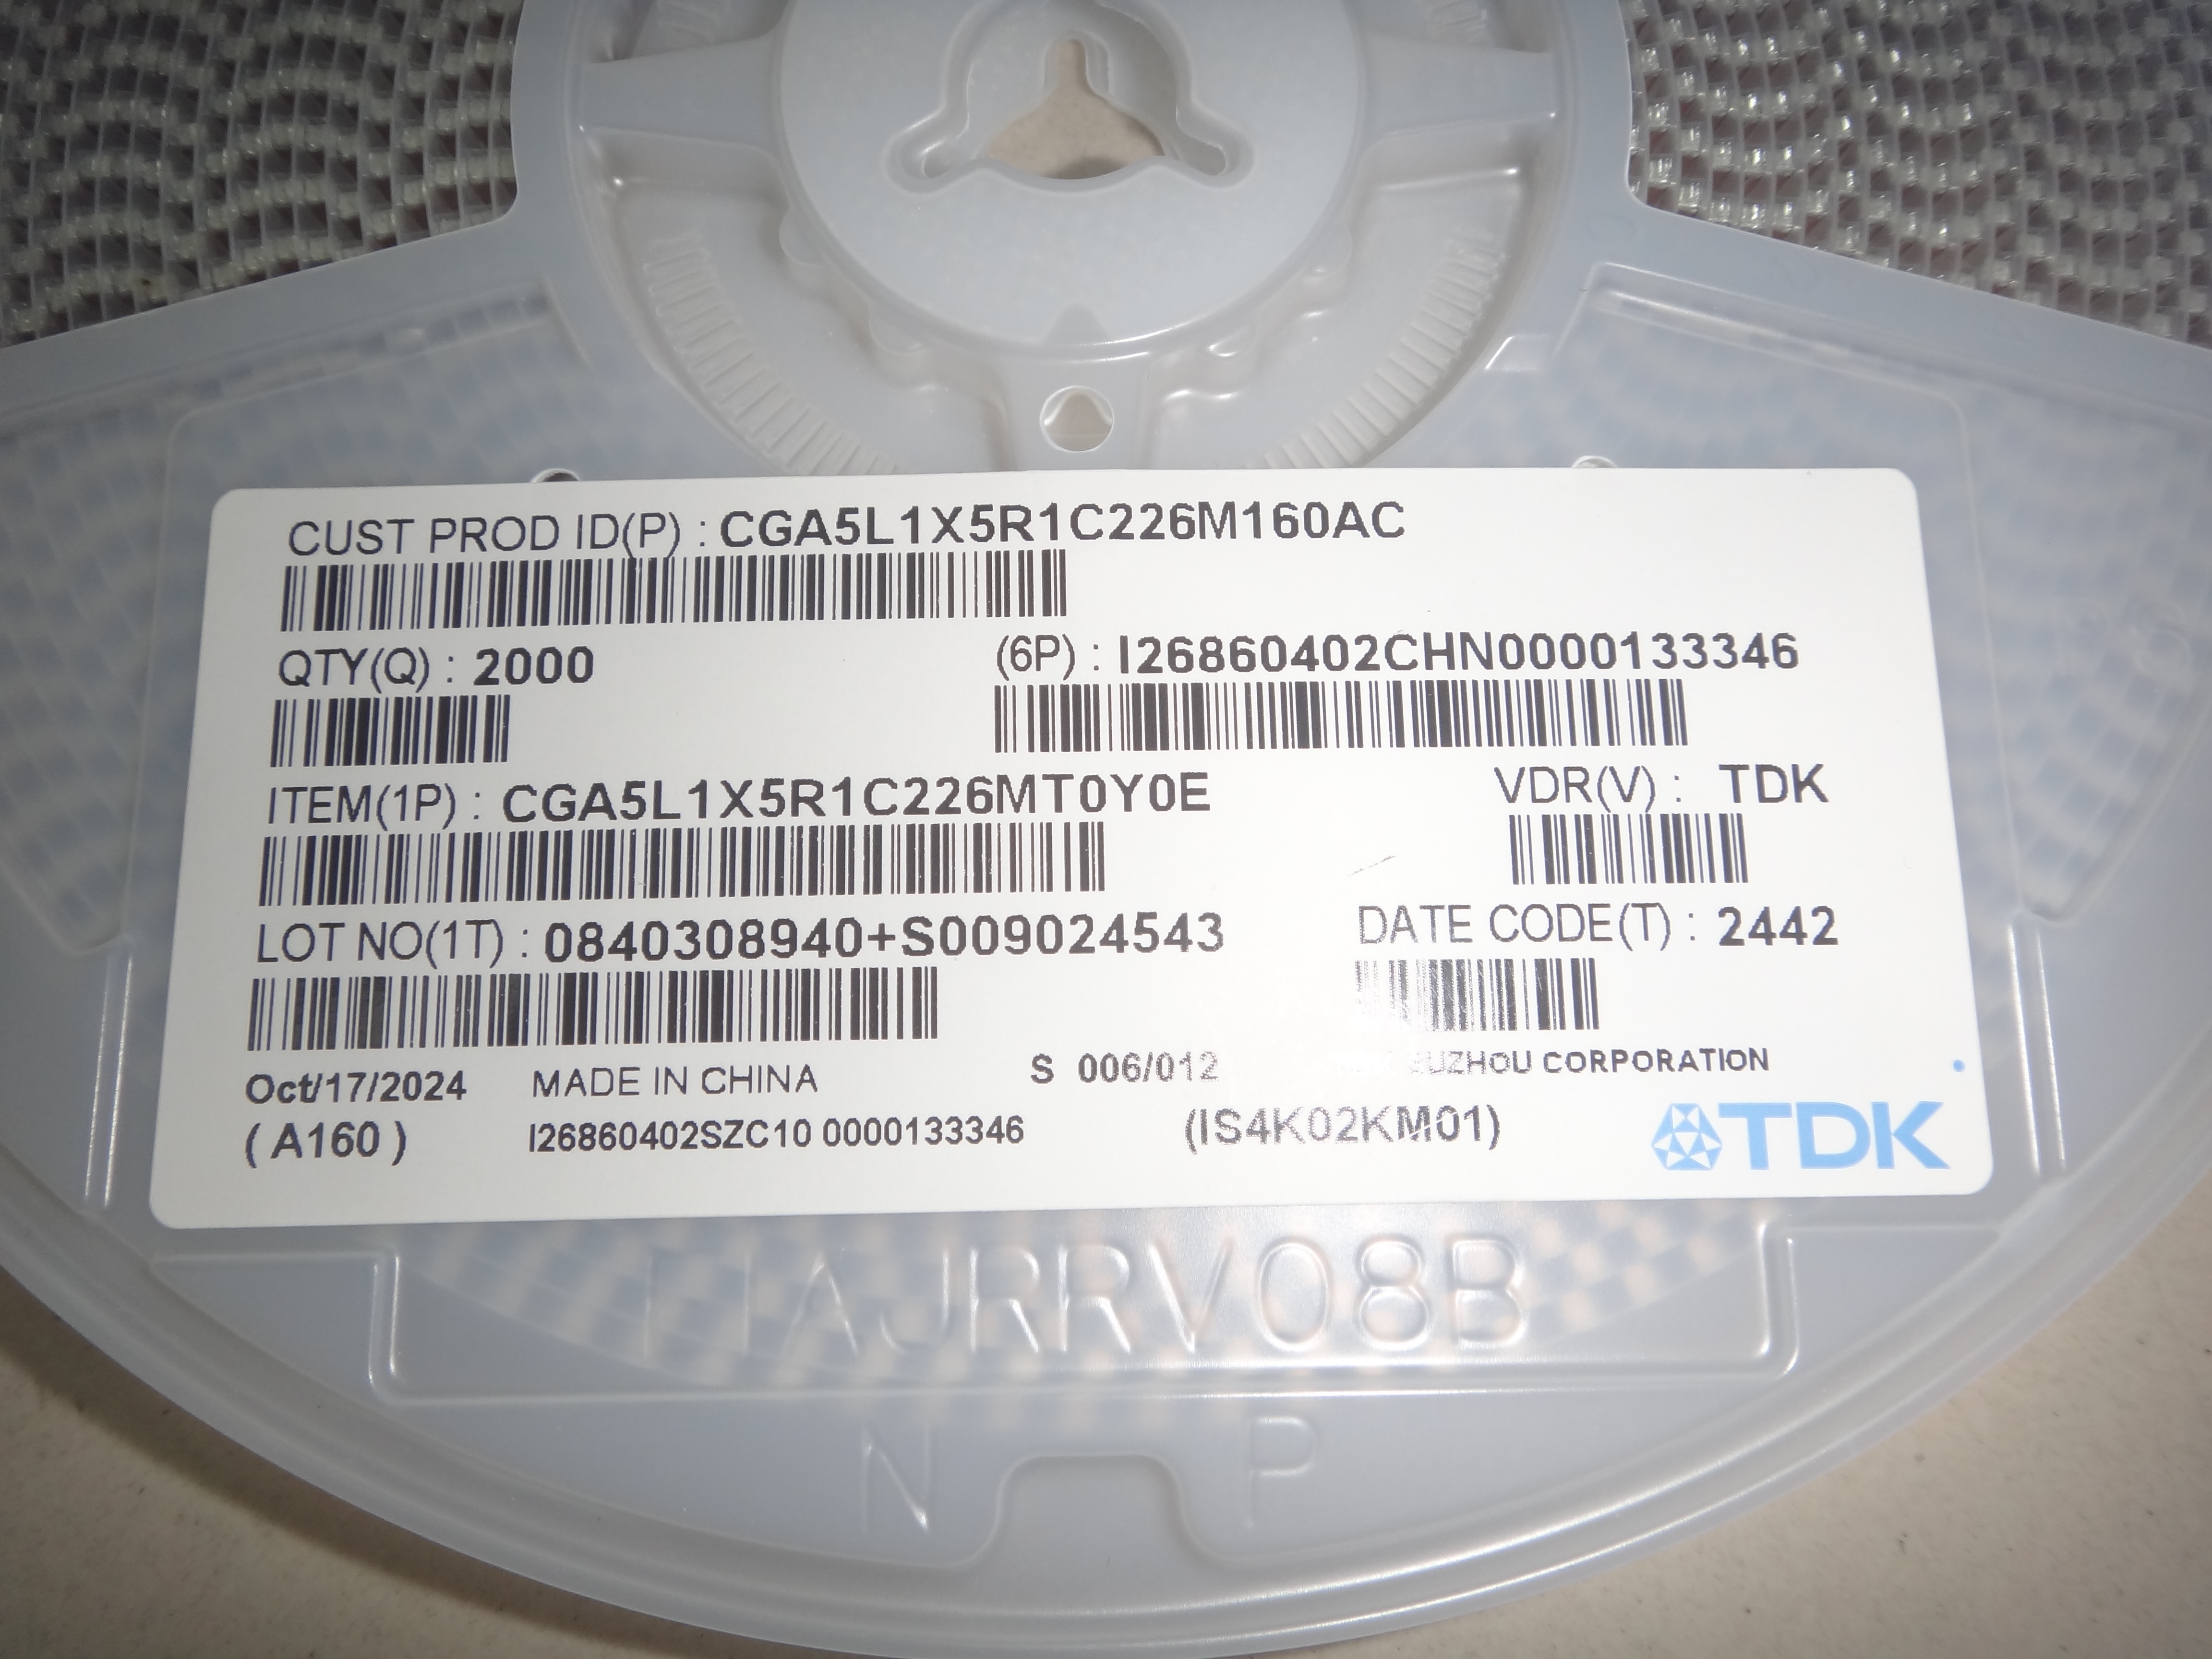 CUST PROD ID(P) : CGA5L1X5R1C226M160AC
QTY(Q) : 2000
(6P) : I26860402CHN0000133346
ITEM(1P) : CGA5L1X5R1C226MT0Y0E
VDR(V) : TDK
LOT NO(1T) : 0840308940+S009024543
DATE CODE(T) : 2442
Oct/17/2024 MADE IN CHINA S 006/012 CORPORATION
(A160) I26860402SZC10 0000133346 (IS4K02KM01)
TDK
N P